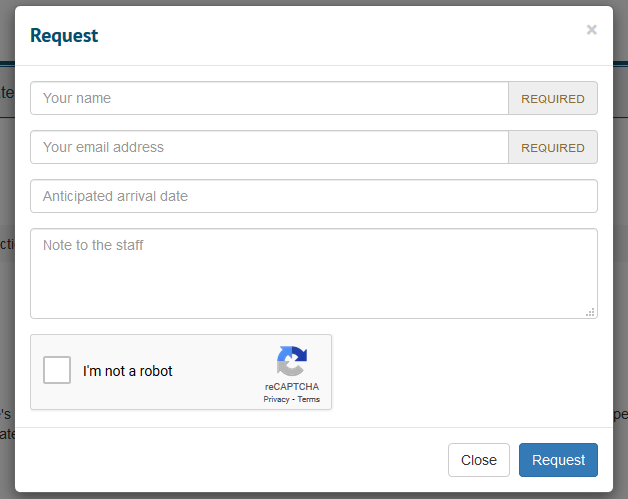 Request
×
Your name
REQUIRED
Your email address
REQUIRED
Anticipated arrival date
Note to the staff
I'm not a robot
reCAPTCHA
Privacy - Terms
Close
Request